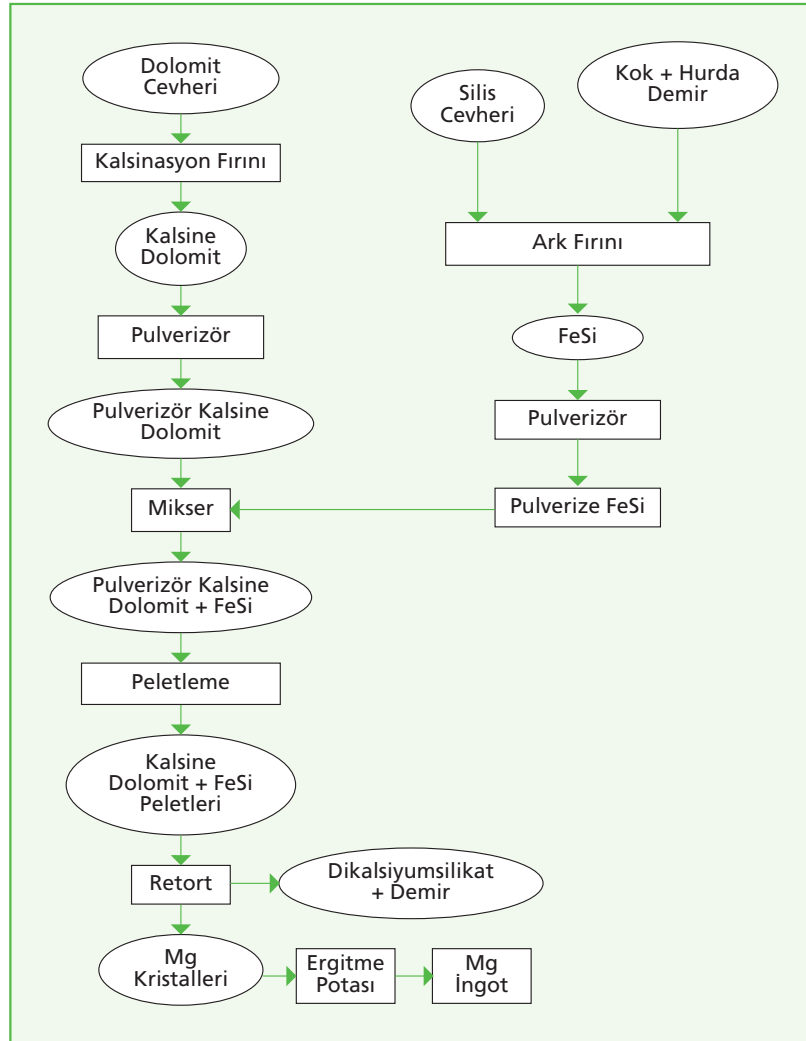 Dolomit
Cevheri
Kok + Hurda
Demir
Silis
Cevheri
Kalsinasyon Fırını
Kalsine
Dolomit
Ark Fırını
Pulverizör
FeSi
Pulverizör Kalsine
Dolomit
Pulverizör
Mikser
Pulverize FeSi
Pulverizör Kalsine
Dolomit + FeSi
Peletleme
Kalsine
Dolomit + FeSi
Peletleri
Retort
Dikalsiyumsilikat
+ Demir
Mg
Kristalleri
Ergitme
Potası
Mg
İngot